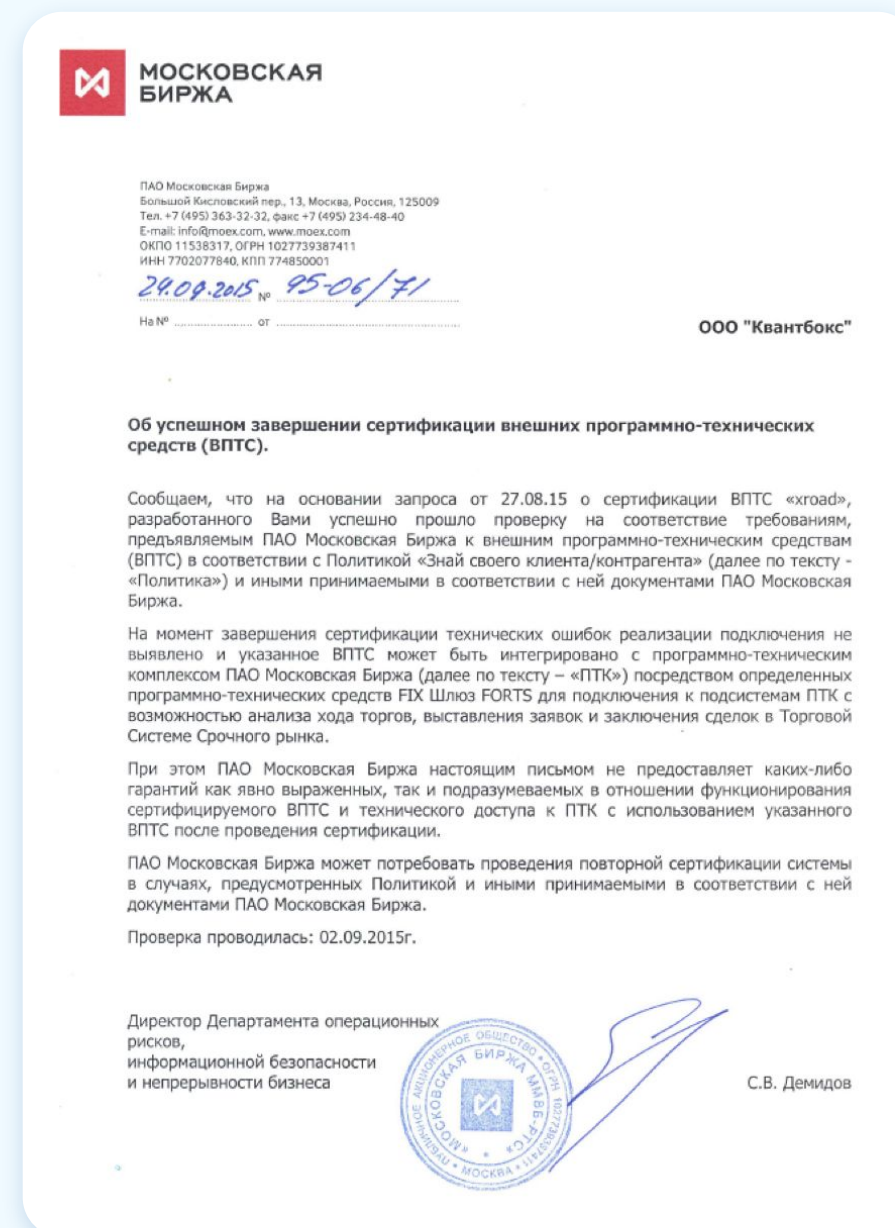 МОСКОВСКАЯ
БИРЖА
ПАО Московская Биржа
Большой Кисловский пер., 13, Москва, Россия, 125009
Тел. +7 (495) 363-32-32, факс +7 (495) 234-48-40
E-mail: info@moex.com, www.moex.com
ОКПО 11538317, ОГРН 1027739387411
ИНН 7702077840, КПП 774850001
29.09.2015 № 95-06/71
На № ........................ от ........................
ООО "Квантбокс"
Об успешном завершении сертификации внешних программно-технических
средств (ВПТС).
Сообщаем, что на основании запроса от 27.08.15 о сертификации ВПТС «xroad»,
разработанного Вами успешно прошло проверку на соответствие требованиям,
предъявляемым ПАО Московская Биржа к внешним программно-техническим средствам
(ВПТС) в соответствии с Политикой «Знай своего клиента/контрагента» (далее по тексту -
«Политика») и иными принимаемыми в соответствии с ней документами ПАО Московская
Биржа.
На момент завершения сертификации технических ошибок реализации подключения не
выявлено и указанное ВПТС может быть интегрировано с программно-техническим
комплексом ПАО Московская Биржа (далее по тексту – «ПТК») посредством определенных
программно-технических средств FIX Шлюз FORTS для подключения к подсистемам ПТК с
возможностью анализа хода торгов, выставления заявок и заключения сделок в Торговой
Системе Срочного рынка.
При этом ПАО Московская Биржа настоящим письмом не предоставляет каких-либо
гарантий как явно выраженных, так и подразумеваемых в отношении функционирования
сертифицируемого ВПТС и технического доступа к ПТК с использованием указанного
ВПТС после проведения сертификации.
ПАО Московская Биржа может потребовать проведения повторной сертификации системы
в случаях, предусмотренных Политикой и иными принимаемыми в соответствии с ней
документами ПАО Московская Биржа.
Проверка проводилась: 02.09.2015г.
Директор Департамента операционных
рисков,
информационной безопасности
и непрерывности бизнеса
С.В. Демидов
ПУБЛИЧНОЕ АКЦИОНЕРНОЕ ОБЩЕСТВО * ОГРН 1027739387411 * МОСКВА *
«МОСКОВСКАЯ БИРЖА ММВБ-РТС» *